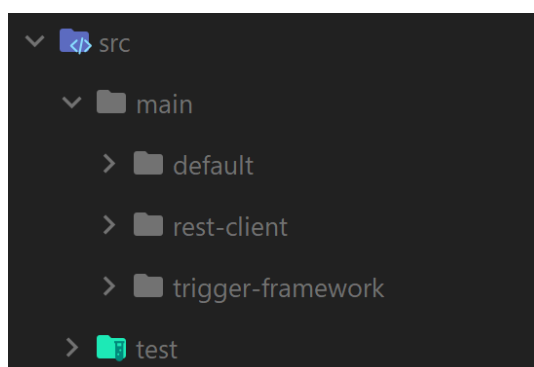 src
main
default
rest-client
trigger-framework
test